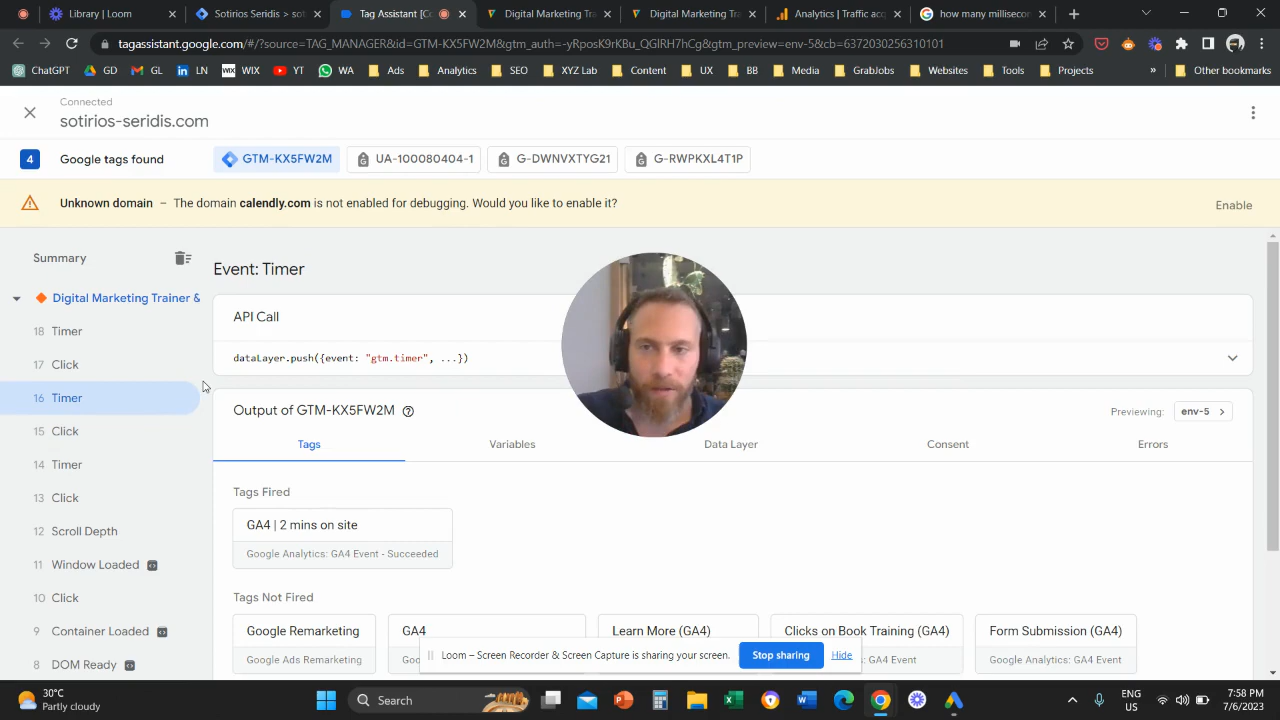 Library | Loom
Sotirios Seridis > sot
Tag Assistant [C
Digital Marketing Tra
Digital Marketing Tra
Analytics | Traffic acq
how many millisecon
tagassistant.google.com/#/?source=TAG_MANAGER&id=GTM-KX5FW2M&gtm_auth=-yRposK9rKBu_QGlRH7hCg&gtm_preview=env-5&cb=6372030256310101
ChatGPT
GD
GL
LN
WIX
WIX
YT
WA
Ads
Analytics
SEO
XYZ Lab
Content
UX
BB
Media
GrabJobs
Websites
Tools
Projects
»
Other bookmarks
Connected
sotirios-seridis.com
4
Google tags found
GTM-KX5FW2M
UA-100080404-1
G-DWNVXTYG21
G-RWPKXL4T1P
Unknown domain – The domain calendly.com is not enabled for debugging. Would you like to enable it?
Enable
Summary
Digital Marketing Trainer &
18 Timer
17 Click
16 Timer
15 Click
14 Timer
13 Click
12 Scroll Depth
11 Window Loaded
10 Click
9 Container Loaded
8 DOM Ready
Event: Timer
API Call
dataLayer.push({event: "gtm.timer", ...})
Output of GTM-KX5FW2M
Previewing:
env-5
Tags
Variables
Data Layer
Consent
Errors
Tags Fired
GA4 | 2 mins on site
Google Analytics: GA4 Event - Succeeded
Tags Not Fired
Google Remarketing
Google Ads Remarketing
GA4
Learn More (GA4)
Clicks on Book Training (GA4)
Form Submission (GA4)
Google Analytics: GA4 Event
Loom – Screen Recorder & Screen Capture is sharing your screen.
Stop sharing
Hide
30°C
Partly cloudy
Search
ENG
US
7:58 PM
7/6/2023